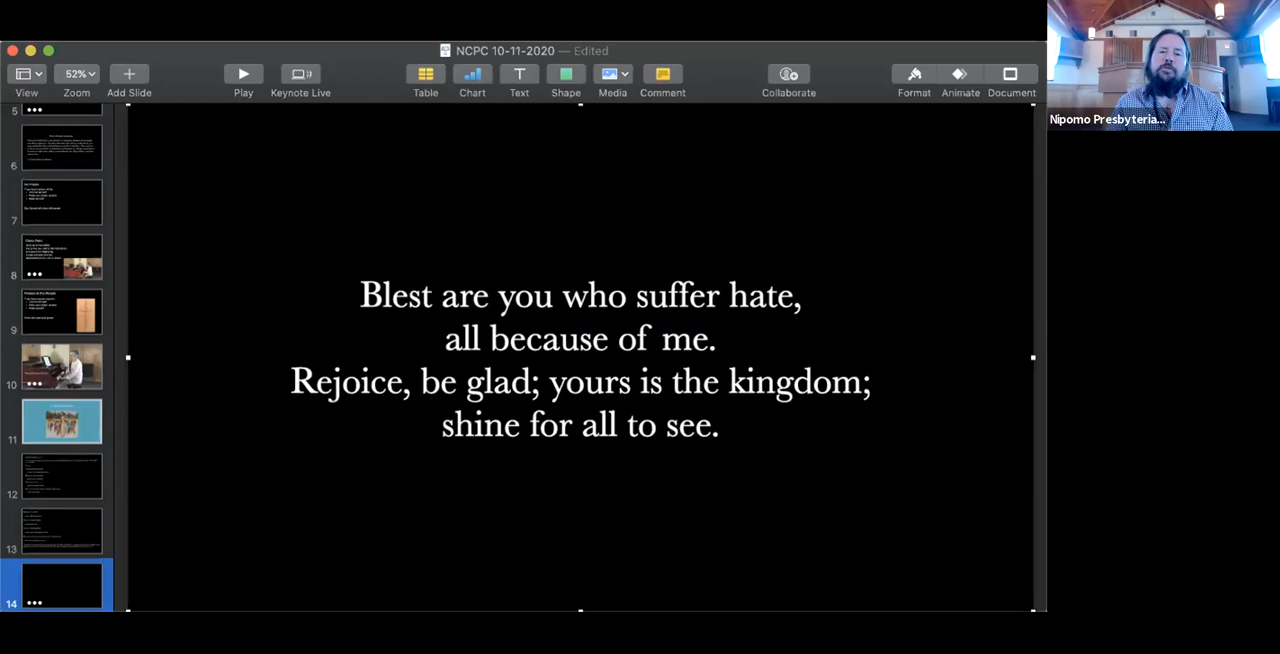 NCPC 10-11-2020 — Edited
View
52%
Zoom
Add Slide
Play
Keynote Live
Table
Chart
Text
Shape
Media
Comment
Collaborate
Format
Animate
Document
Nipomo Presbyteria...
5
6
7
8
9
10
11
12
13
14
Blest are you who suffer hate,
all because of me.
Rejoice, be glad; yours is the kingdom;
shine for all to see.